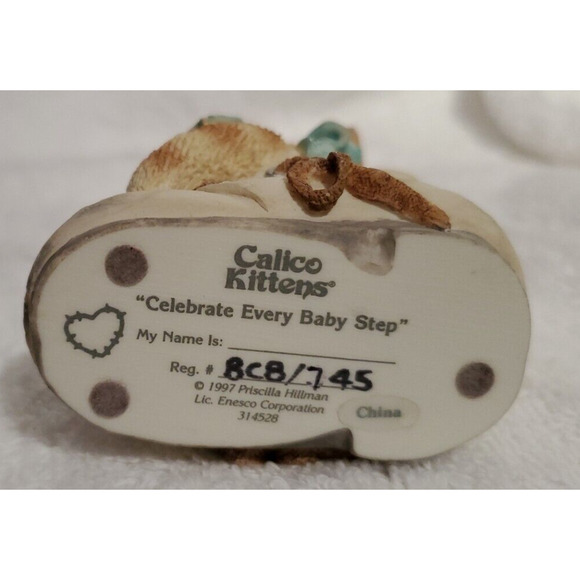 Calico
Kittens®
"Celebrate Every Baby Step"
My Name Is:
Reg. # BC8/745
© 1997 Priscilla Hillman
Lic. Enesco Corporation
314528
China